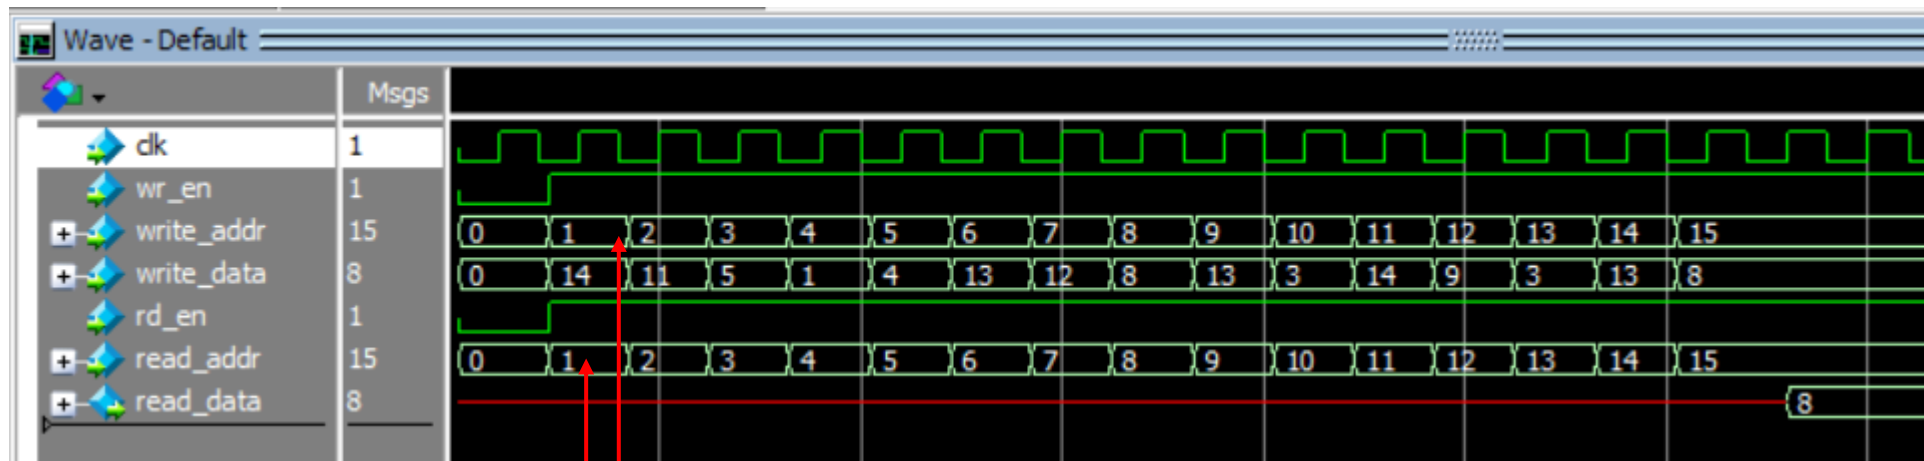 Wave - Default
Msgs
clk 1
wr_en 1
write_addr 15 0 1 2 3 4 5 6 7 8 9 10 11 12 13 14 15
write_data 8 0 14 11 5 1 4 13 12 8 13 3 14 9 3 13 8
rd_en 1
read_addr 15 0 1 2 3 4 5 6 7 8 9 10 11 12 13 14 15
read_data 8 8